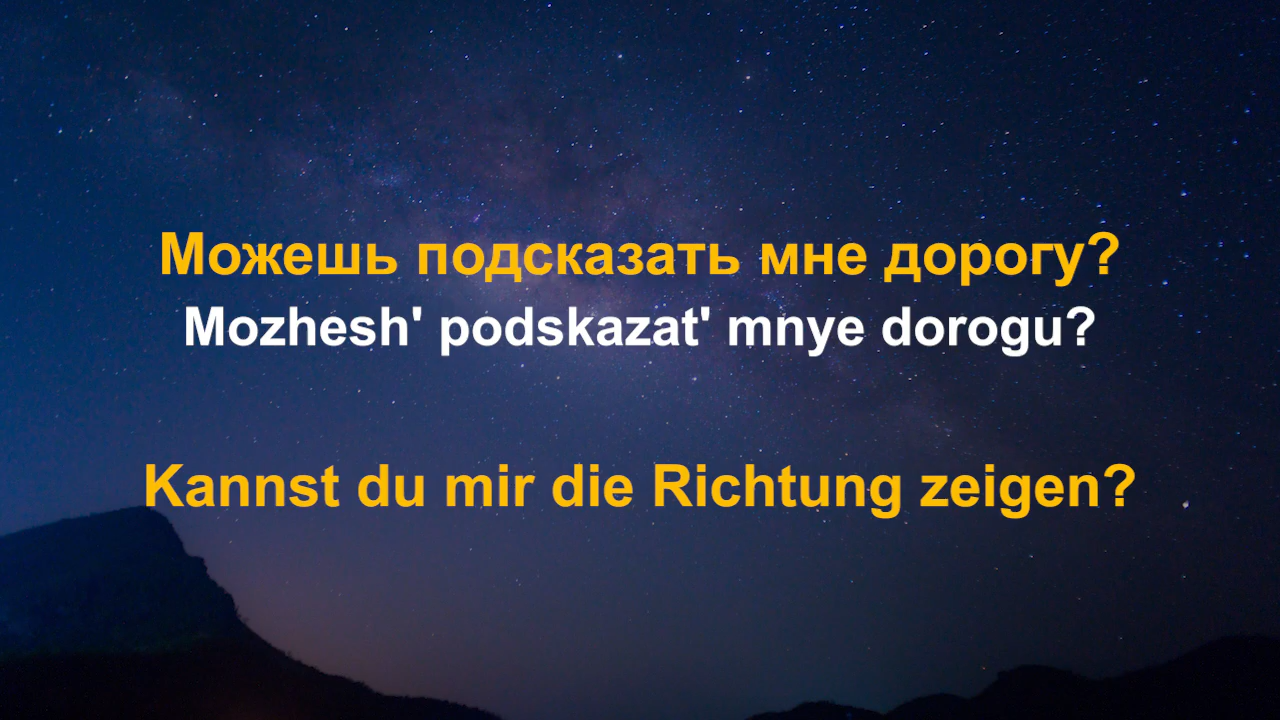 Можешь подсказать мне дорогу?
Mozhesh' podskazat' mnye dorogu?
Kannst du mir die Richtung zeigen?